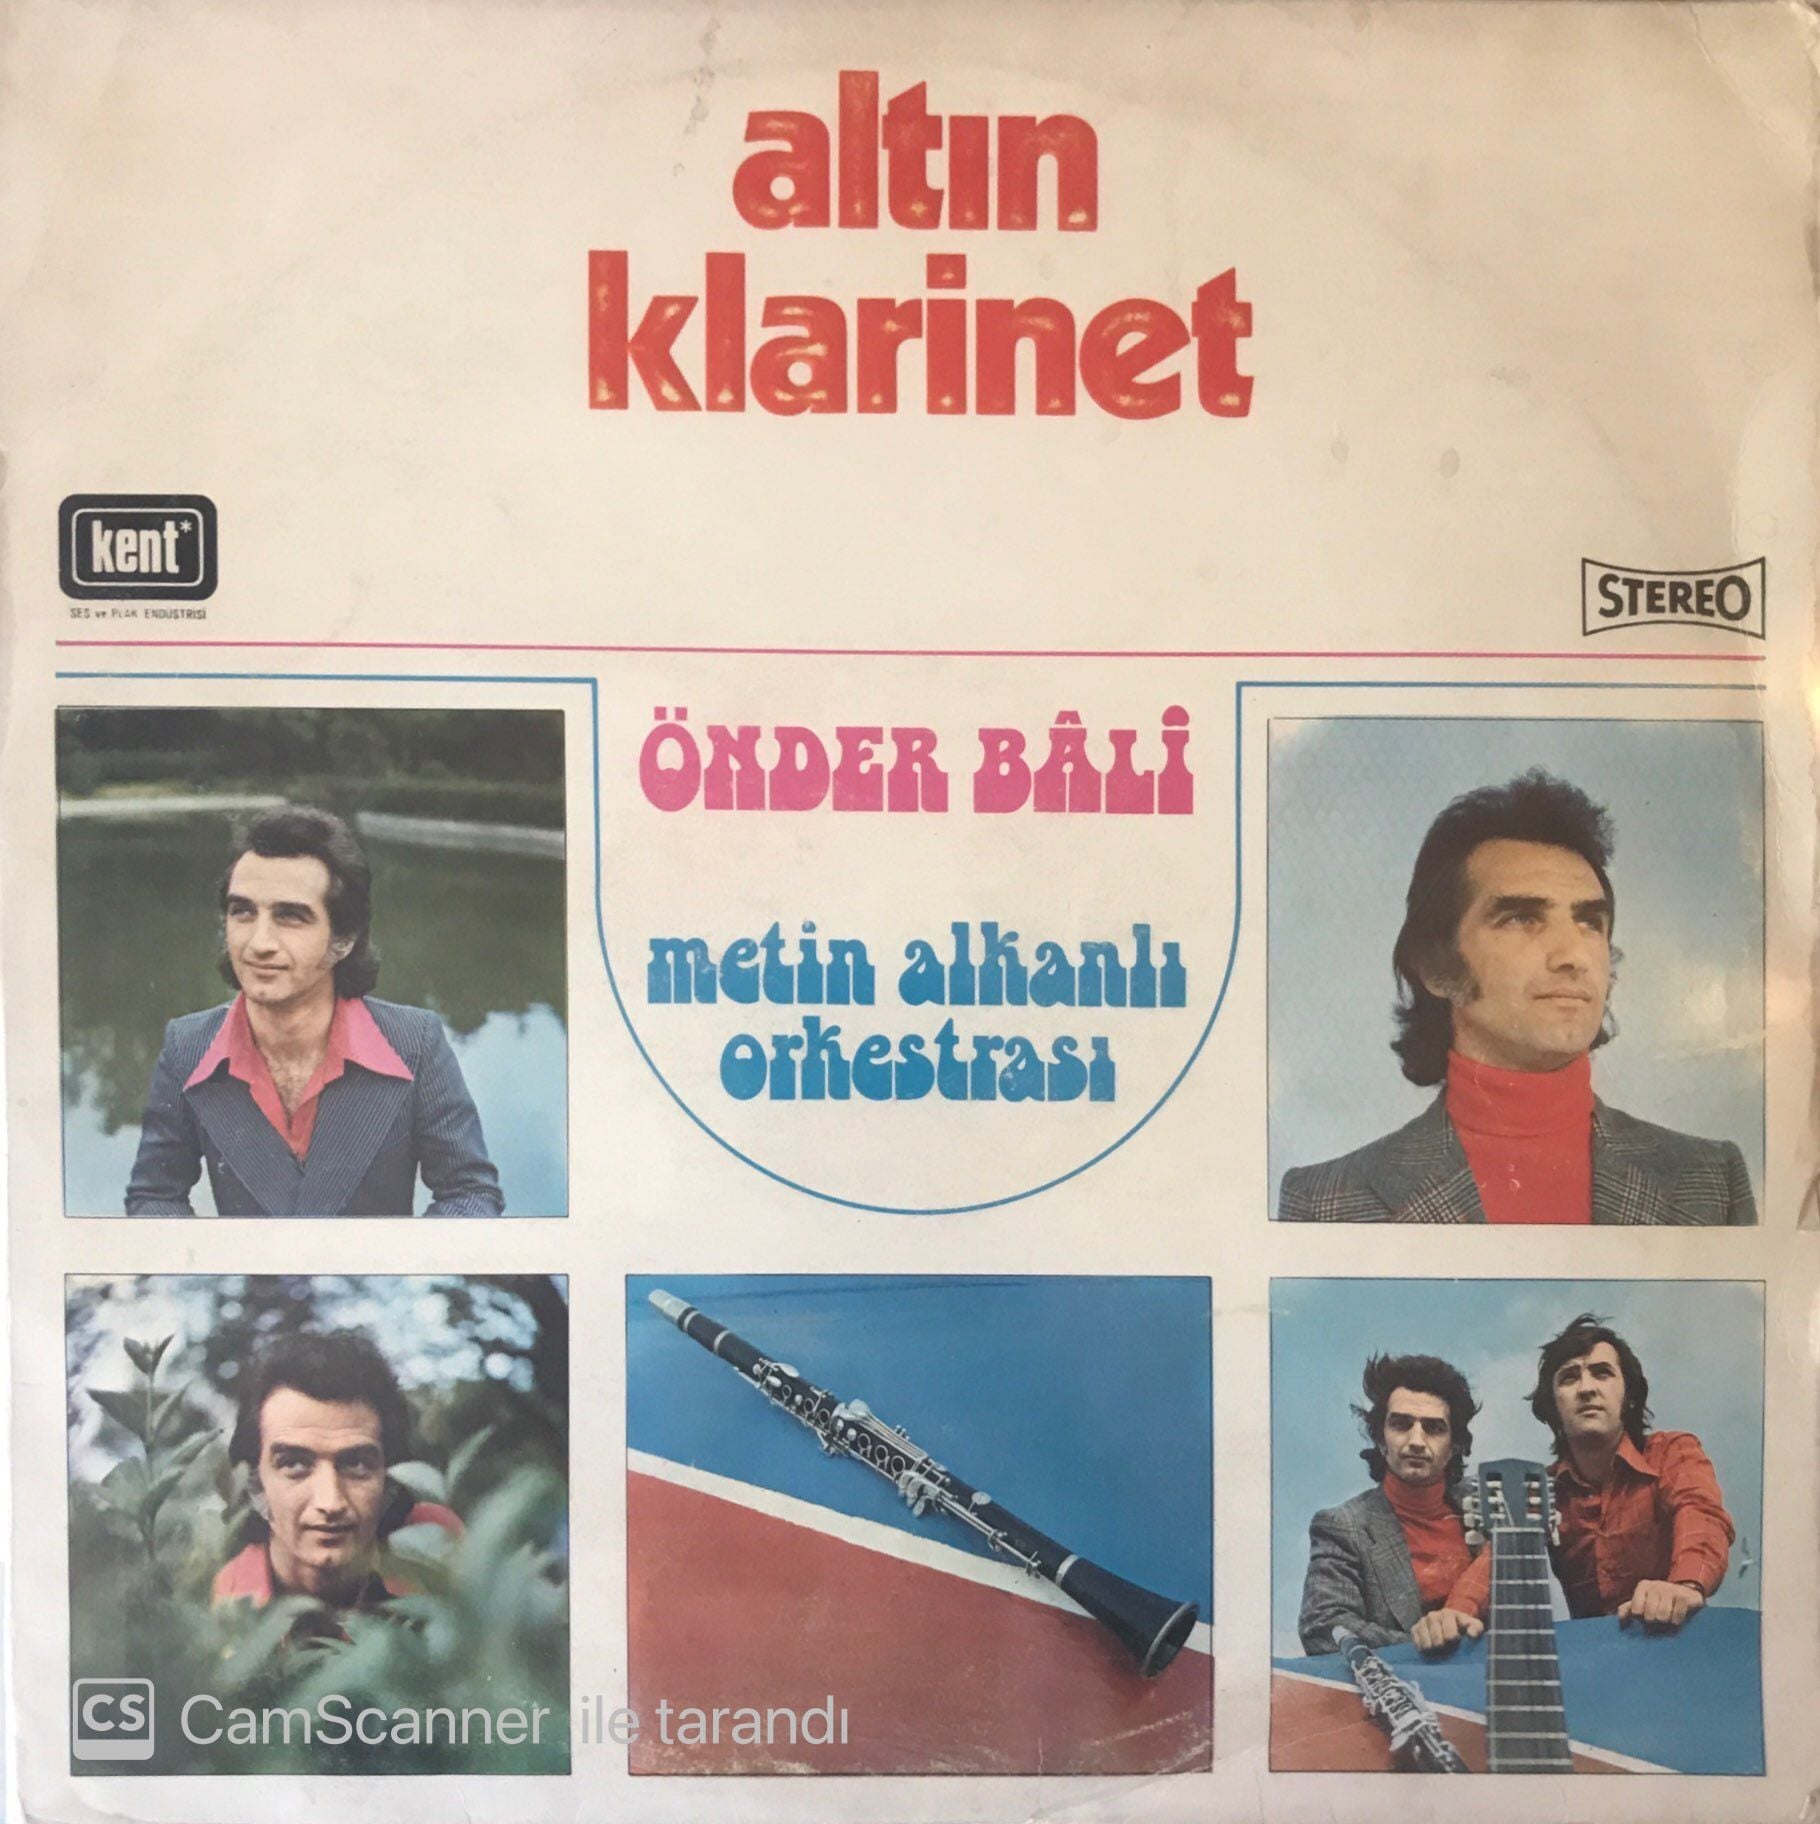 altın
klarinet
kent*
SES ve PLAK ENDÜSTRİSİ
STEREO
ÖNDER BÂLİ
metin alkanlı
orkestrası
CS CamScanner ile tarandı